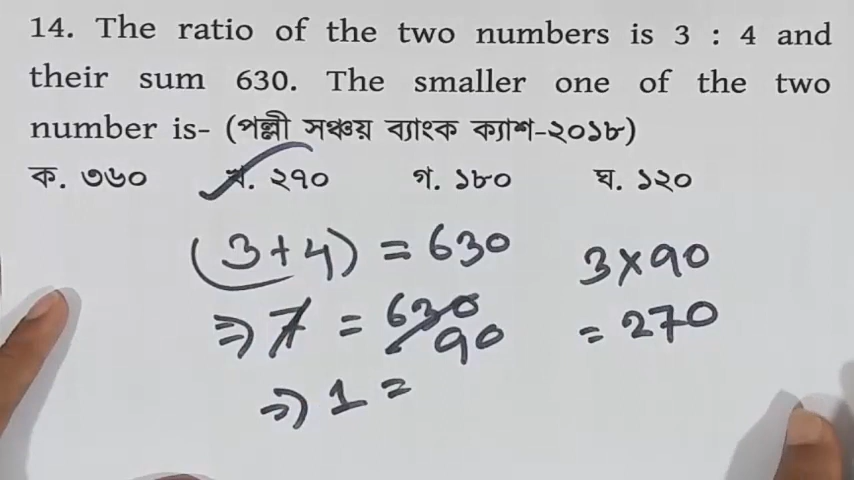 14. The ratio of the two numbers is 3 : 4 and
their sum 630. The smaller one of the two
number is- (পল্লী সঞ্চয় ব্যাংক ক্যাশ-২০১৮)
ক. ৩৬০ খ. ২৭০ গ. ১৮০ ঘ. ১২০
(3+4) = 630
⇒ 7 = 630
90
⇒ 1 =
3×90
= 270